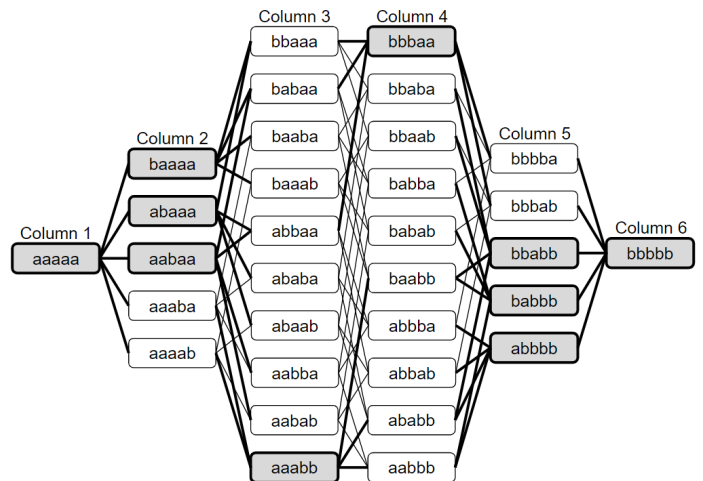 Column 1
aaaaa
Column 2
baaaa
abaaa
aabaa
aaaba
aaaab
Column 3
bbaaa
babaa
baaba
baaab
abbaa
ababa
abaab
aabba
aabab
aaabb
Column 4
bbbaa
bbaba
bbaab
babba
babab
baabb
abbba
abbab
ababb
aabbb
Column 5
bbbba
bbbab
bbabb
babbb
abbbb
Column 6
bbbbb